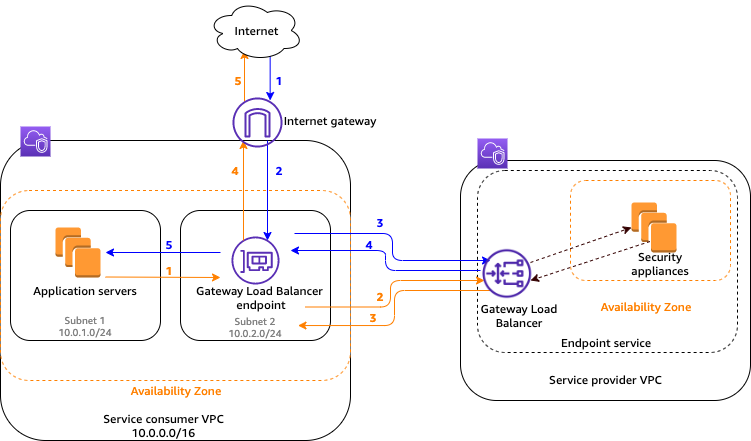 Internet
5
1
Internet gateway
4
2
3
4
5
1
Application servers
Gateway Load Balancer
endpoint
Subnet 1
10.0.1.0/24
Subnet 2
10.0.2.0/24
2
3
Availability Zone
Service consumer VPC
10.0.0.0/16
Security
appliances
Gateway Load
Balancer
Availability Zone
Endpoint service
Service provider VPC